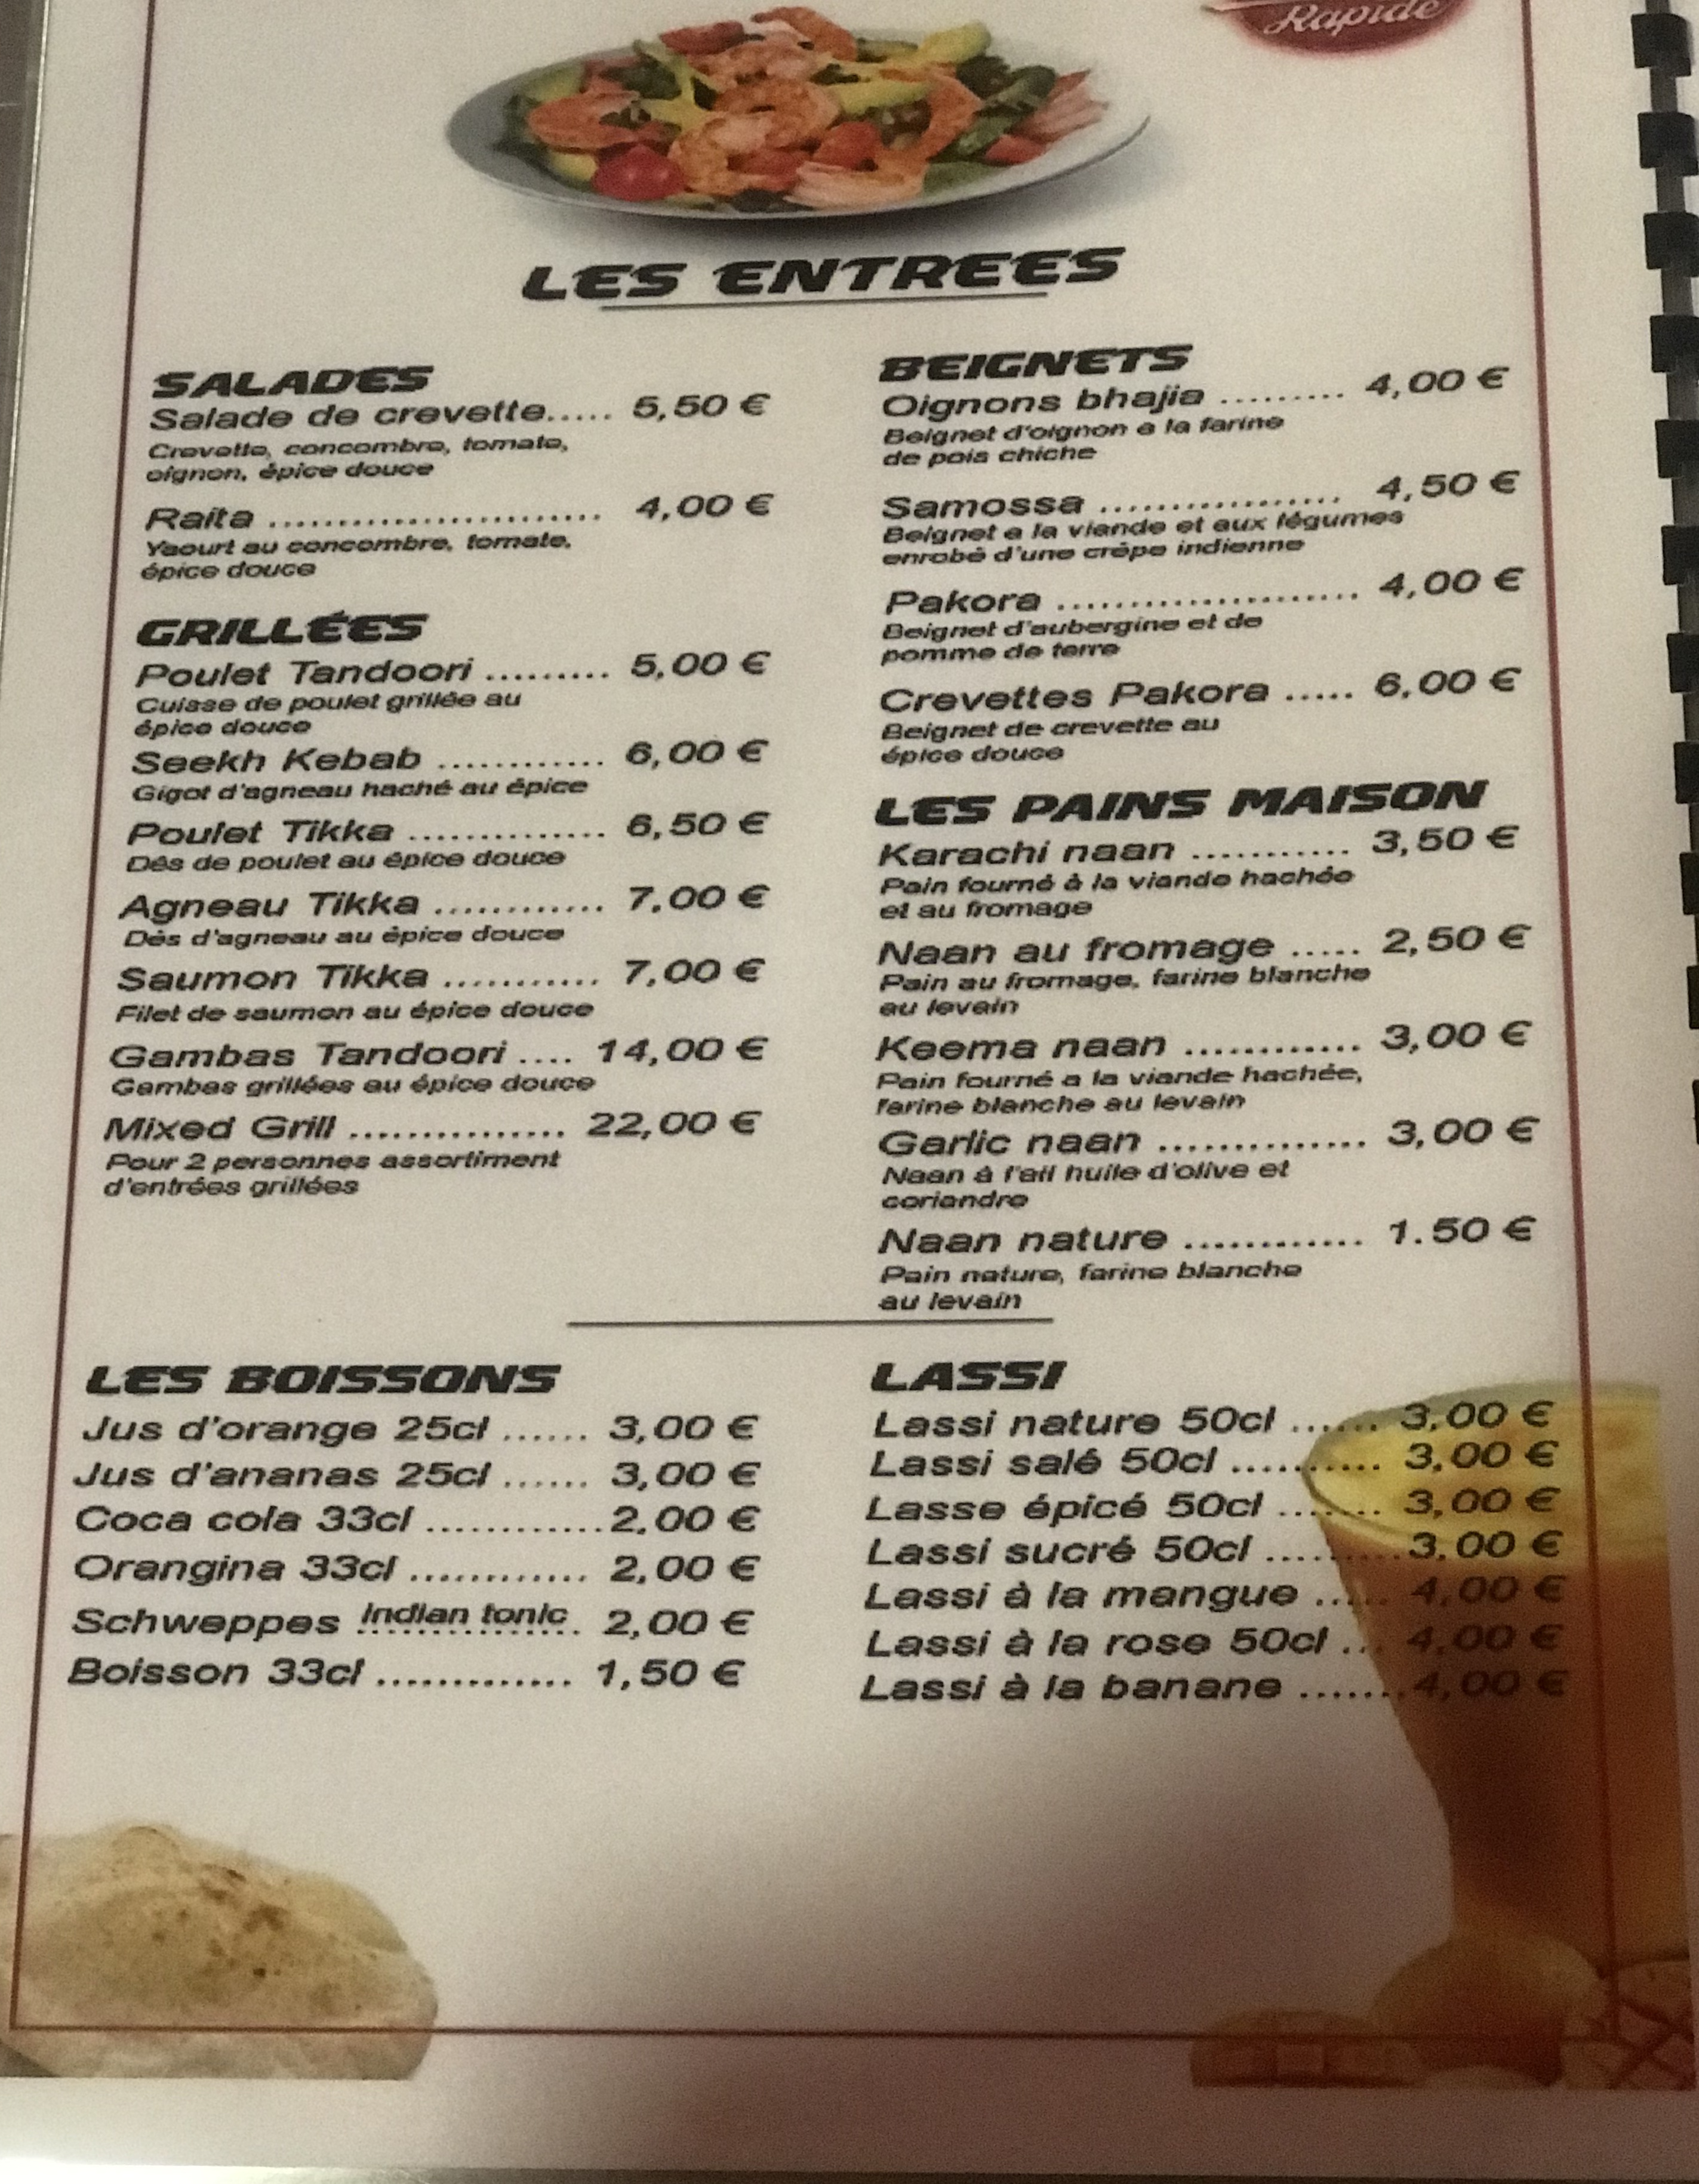 Rapide
LES ENTREES
SALADES
Salade de crevette..... 5,50 €
Crevette, concombre, tomate,
oignon, épice douce
Raita ......................... 4,00 €
Yaourt au concombre, tomate,
épice douce
GRILLÉES
Poulet Tandoori ......... 5,00 €
Cuisse de poulet grillée au
épice douce
Seekh Kebab ............ 6,00 €
Gigot d'agneau haché au épice
Poulet Tikka .............. 6,50 €
Dés de poulet au épice douce
Agneau Tikka ............ 7.00 €
Dés d'agneau au épice douce
Saumon Tikka ........... 7,00 €
Filet de saumon au épice douce
Gambas Tandoori .... 14,00 €
Gambas grillées au épice douce
Mixed Grill ............... 22,00 €
Pour 2 personnes assortiment
d'entrées grillées
BEIGNETS
Oignons bhajia ......... 4,00 €
Beignet d'oignon a la farine
de pois chiche
Samossa ................. 4,50 €
Beignet a la viande et aux légumes
enrobé d'une crêpe indienne
Pakora ...................... 4,00 €
Beignet d'aubergine et de
pomme de terre
Crevettes Pakora ..... 6,00 €
Beignet de crevette au
épice douce
LES PAINS MAISON
Karachi naan ........... 3,50 €
Pain fourné à la viande hachée
et au fromage
Naan au fromage ..... 2,50 €
Pain au fromage, farine blanche
au levain
Keema naan ............ 3,00 €
Pain fourné a la viande hachée,
farine blanche au levain
Garlic naan .............. 3,00 €
Naan à l'ail huile d'olive et
coriandre
Naan nature ............ 1.50 €
Pain nature, farine blanche
au levain
LES BOISSONS
Jus d'orange 25cl ...... 3,00 €
Jus d'ananas 25cl ...... 3,00 €
Coca cola 33cl ............ 2,00 €
Orangina 33cl ............ 2,00 €
Schweppes indian tonic. 2,00 €
Boisson 33cl ............. 1,50 €
LASSI
Lassi nature 50cl ...... 3,00 €
Lassi salé 50cl .......... 3,00 €
Lasse épicé 50cl ....... 3,00 €
Lassi sucré 50cl ........ 3.00 €
Lassi à la mangue ..... 4,00 €
Lassi à la rose 50cl ... 4,00 €
Lassi à la banane ....... 4,00 €